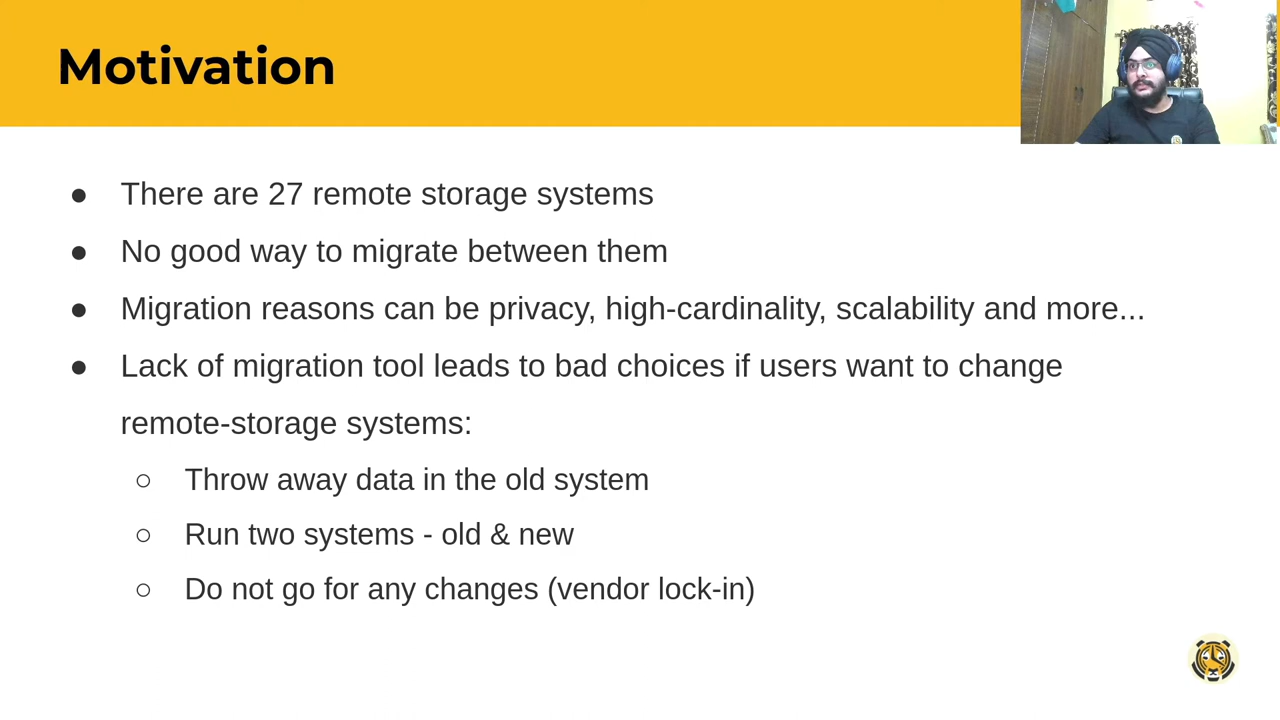 Motivation
● There are 27 remote storage systems
● No good way to migrate between them
● Migration reasons can be privacy, high-cardinality, scalability and more...
● Lack of migration tool leads to bad choices if users want to change
remote-storage systems:
○ Throw away data in the old system
○ Run two systems - old & new
○ Do not go for any changes (vendor lock-in)